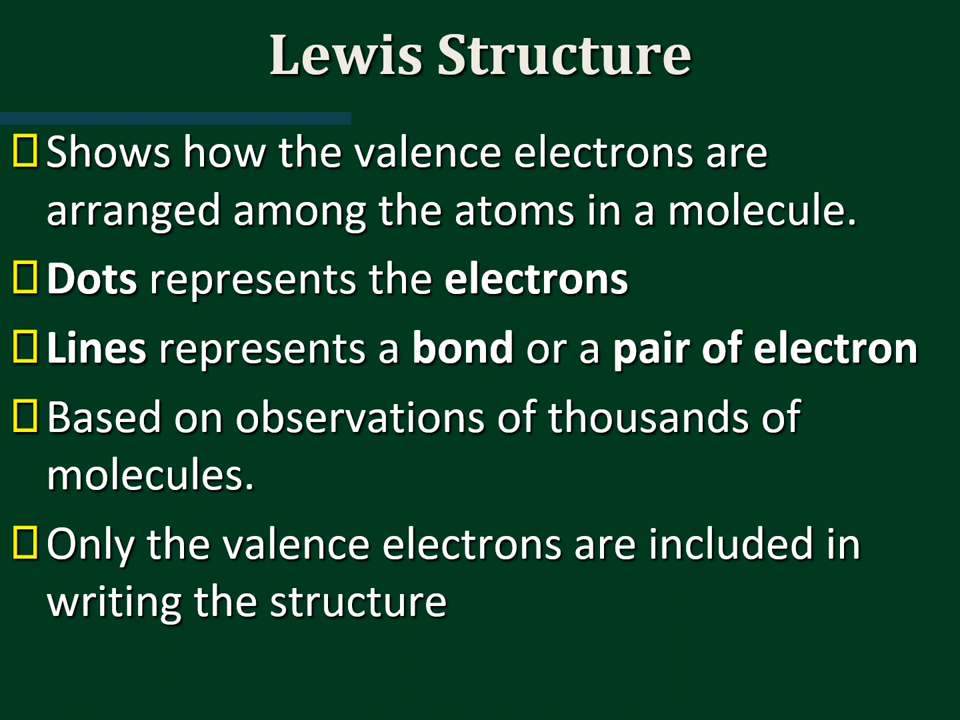 Lewis Structure
Shows how the valence electrons are
arranged among the atoms in a molecule.
Dots represents the electrons
Lines represents a bond or a pair of electron
Based on observations of thousands of
molecules.
Only the valence electrons are included in
writing the structure